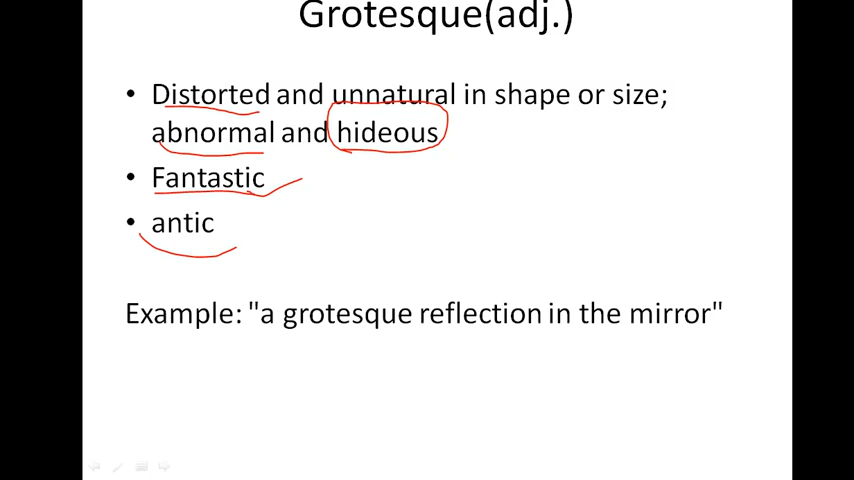 Grotesque(adj.)
• Distorted and unnatural in shape or size;
abnormal and hideous
• Fantastic
• antic
Example: "a grotesque reflection in the mirror"